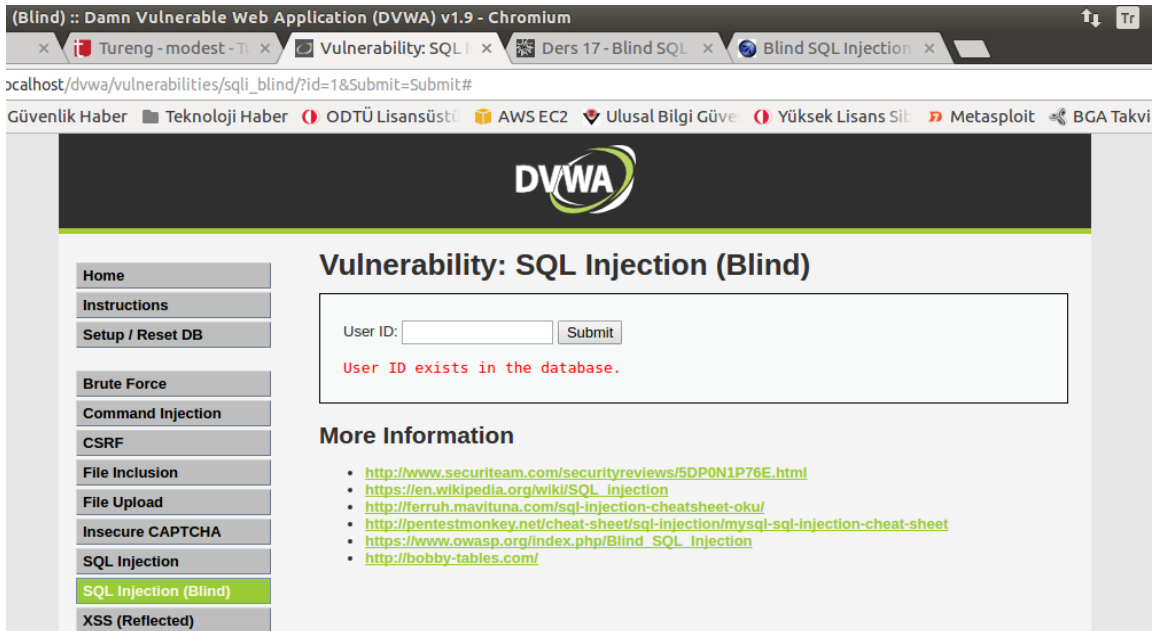 (Blind) :: Damn Vulnerable Web Application (DVWA) v1.9 - Chromium
Tr
Tureng - modest - Tu
Vulnerability: SQL I
Ders 17 - Blind SQL
Blind SQL Injection
ocalhost/dvwa/vulnerabilities/sqli_blind/?id=1&Submit=Submit#
Güvenlik Haber Teknoloji Haber ODTÜ Lisansüstü AWS EC2 Ulusal Bilgi Güve Yüksek Lisans Sib Metasploit BGA Takvi
DVWA
Home
Instructions
Setup / Reset DB
Brute Force
Command Injection
CSRF
File Inclusion
File Upload
Insecure CAPTCHA
SQL Injection
SQL Injection (Blind)
XSS (Reflected)
Vulnerability: SQL Injection (Blind)
User ID: Submit
User ID exists in the database.
More Information
http://www.securiteam.com/securityreviews/5DP0N1P76E.html
https://en.wikipedia.org/wiki/SQL_injection
http://ferruh.mavituna.com/sql-injection-cheatsheet-oku/
http://pentestmonkey.net/cheat-sheet/sql-injection/mysql-sql-injection-cheat-sheet
https://www.owasp.org/index.php/Blind_SQL_Injection
http://bobby-tables.com/